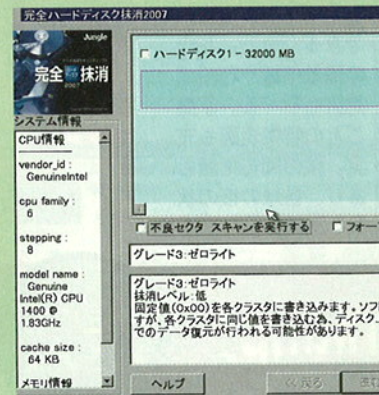 完全ハードディスク抹消2007
Jungle
完全抹消
2007
システム情報
CPU情報
vendor_id :
GenuineIntel
cpu family :
6
stepping :
8
model name :
Genuine
Intel(R) CPU
1400 @
1.83GHz
cache size :
64 KB
メモリ情報
ハードディスク1 - 32000 MB
不良セクタ スキャンを実行する
フォー
グレード3:ゼロライト
グレード3:ゼロライト
抹消レベル:低
固定値(0x00)を各クラスタに書き込みます。ソフ
すが、各クラスタに同じ値を書き込む為、ディスク.
でのデータ復元が行われる可能性があります。
ヘルプ
<< 戻る
進む